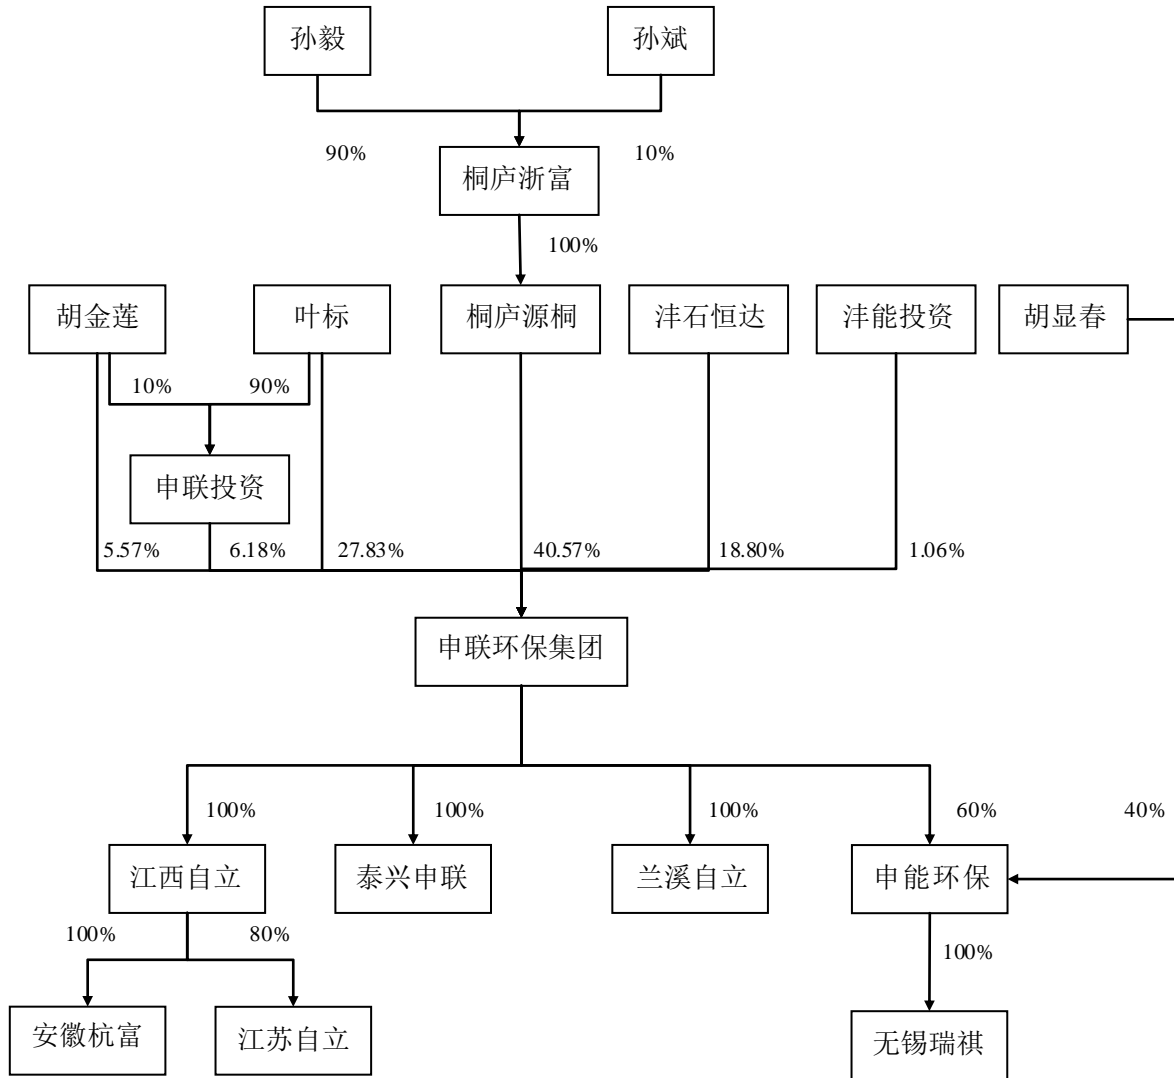 孙毅
孙斌
90%
10%
桐庐浙富
100%
胡金莲
叶标
桐庐源桐
沣石恒达
沣能投资
胡显春
10%
90%
申联投资
5.57%
6.18%
27.83%
40.57%
18.80%
1.06%
申联环保集团
100%
100%
100%
60%
40%
江西自立
泰兴申联
兰溪自立
申能环保
100%
80%
100%
安徽杭富
江苏自立
无锡瑞祺